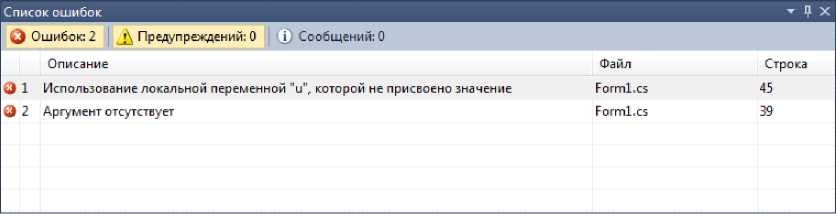 Список ошибок
Ошибок: 2 Предупреждений: 0 Сообщений: 0
Описание Файл Строка
1 Использование локальной переменной "u", которой не присвоено значение Form1.cs 45
2 Аргумент отсутствует Form1.cs 39